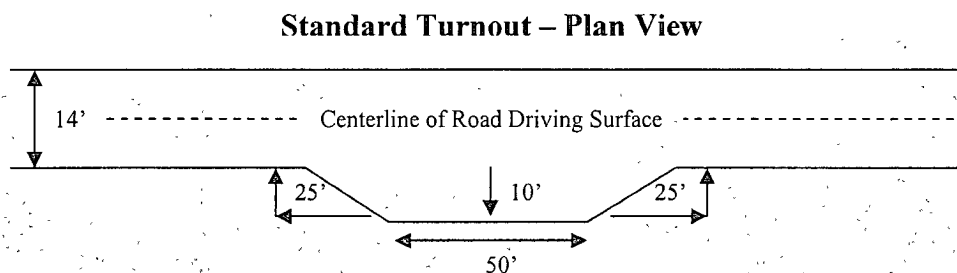 Standard Turnout – Plan View
14'
Centerline of Road Driving Surface
25' 10' 25'
50'